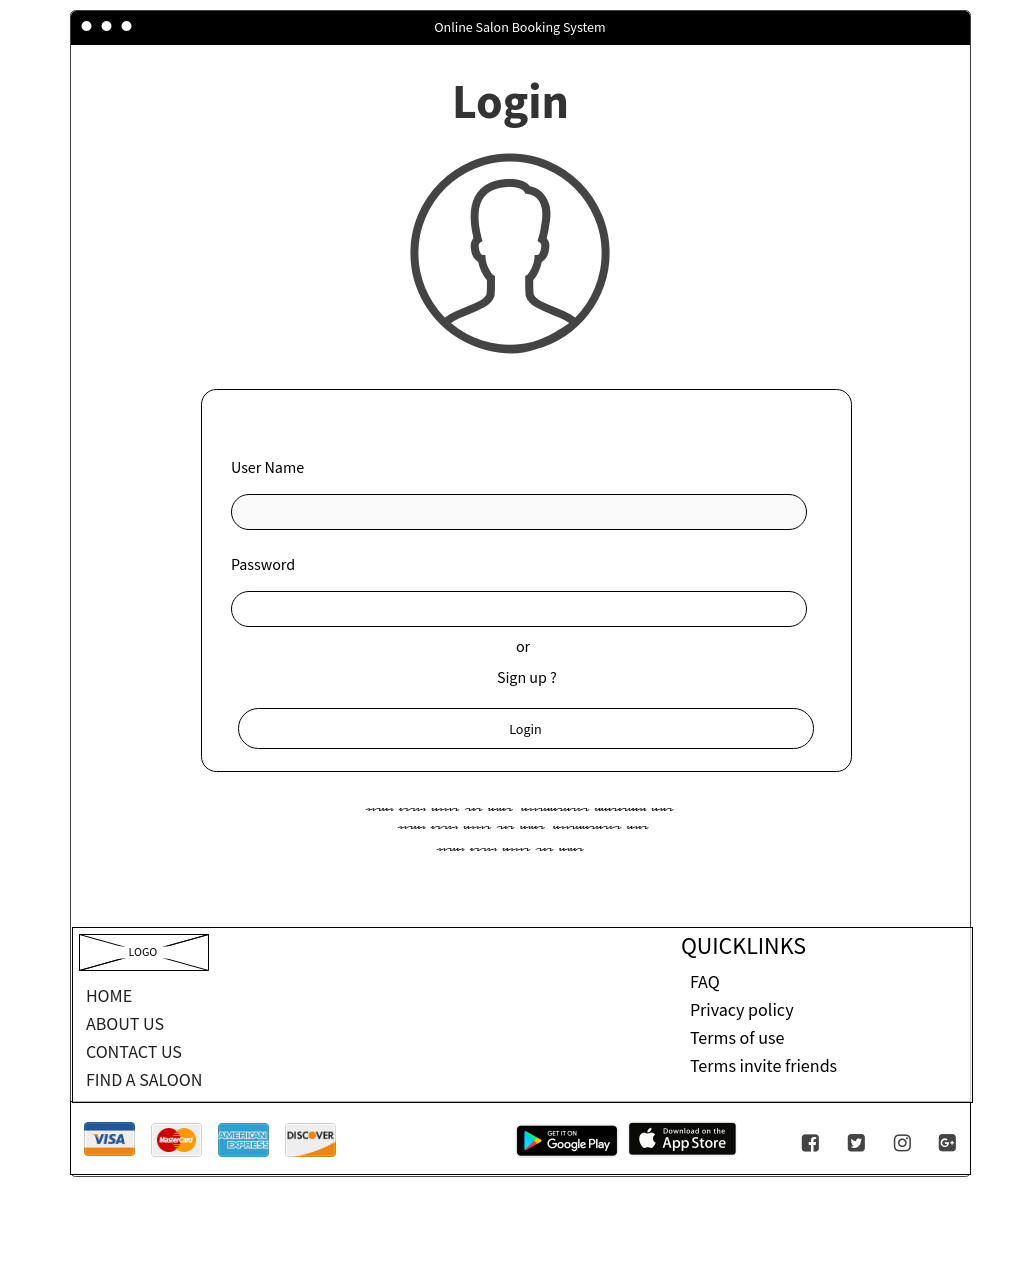 Online Salon Booking System
Login
User Name
Password
or
Sign up ?
Login
LOGO
HOME
ABOUT US
CONTACT US
FIND A SALOON
QUICKLINKS
FAQ
Privacy policy
Terms of use
Terms invite friends
VISA
MasterCard
AMERICAN EXPRESS
DISCOVER
GET IT ON
Google Play
Download on the
App Store
G+